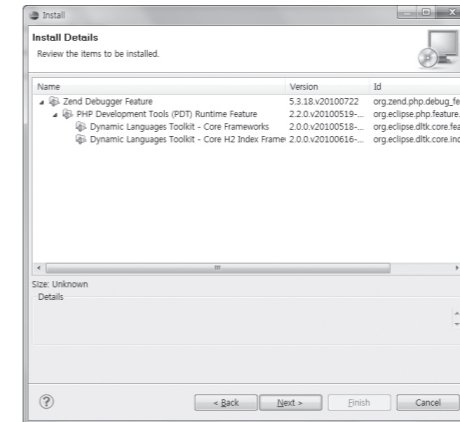 Install
Install Details
Review the items to be installed.
Name Version Id
Zend Debugger Feature 5.3.18.v20100722 org.zend.php.debug_fe
PHP Development Tools (PDT) Runtime Feature 2.2.0.v20100519-... org.eclipse.php.feature.
Dynamic Languages Toolkit - Core Frameworks 2.0.0.v20100518-... org.eclipse.dltk.core.fea
Dynamic Languages Toolkit - Core H2 Index Frame 2.0.0.v20100616-... org.eclipse.dltk.core.inc
Size: Unknown
Details
< Back Next > Finish Cancel